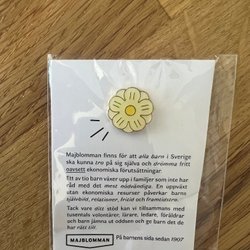 Majblomman finns för att alla barn i Sverige
ska kunna tro på sig själva och drömma fritt
oavsett ekonomiska förutsättningar.
Ett av tio barn växer upp i familjer som inte har
råd med det mest nödvändiga. En uppväxt
utan ekonomiska resurser påverkar barns
självbild, relationer, fritid och framtidstro.
Tack vare ditt stöd kan vi tillsammans med
tusentals volontärer, lärare, ledare, föräldrar
och barn jämna ut oddsen och ge barn det de
har rätt till.
MAJBLOMMAN På barnens sida sedan 1907